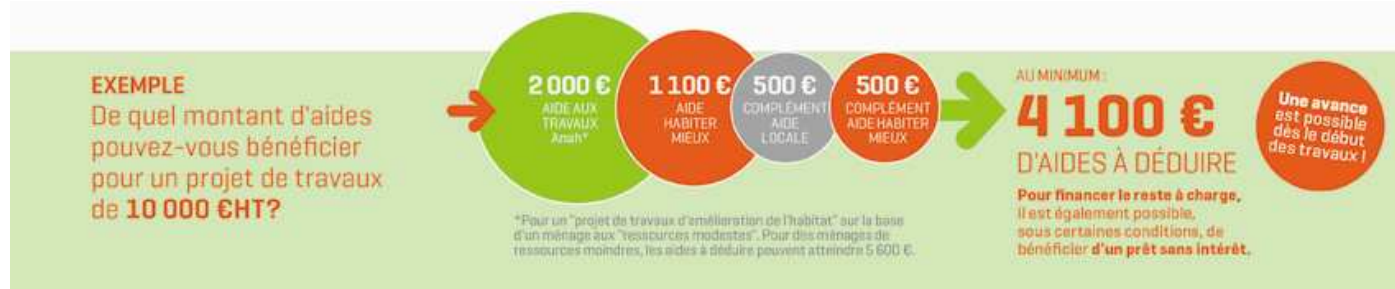 EXEMPLE
De quel montant d'aides
pouvez-vous bénéficier
pour un projet de travaux
de 10 000 €HT?
2 000 €
AIDE AUX
TRAVAUX
Anah*
1 100 €
AIDE
HABITER
MIEUX
500 €
COMPLÉMENT
AIDE
LOCALE
500 €
COMPLÉMENT
AIDE HABITER
MIEUX
*Pour un "projet de travaux d'emélioration de l'habitat" sur la base
d'un ménage aux "ressources modestes". Pour des ménages de
ressources moindres, les aides à déduire peuvent atteindre 5 600 €.
AU MINIMUM :
4 100 €
D'AIDES À DÉDUIRE
Pour financer le reste à charge,
il est également possible,
sous certaines conditions, de
bénéficier d'un prêt sans intérêt.
Une avance
est possible
dès le début
des travaux !